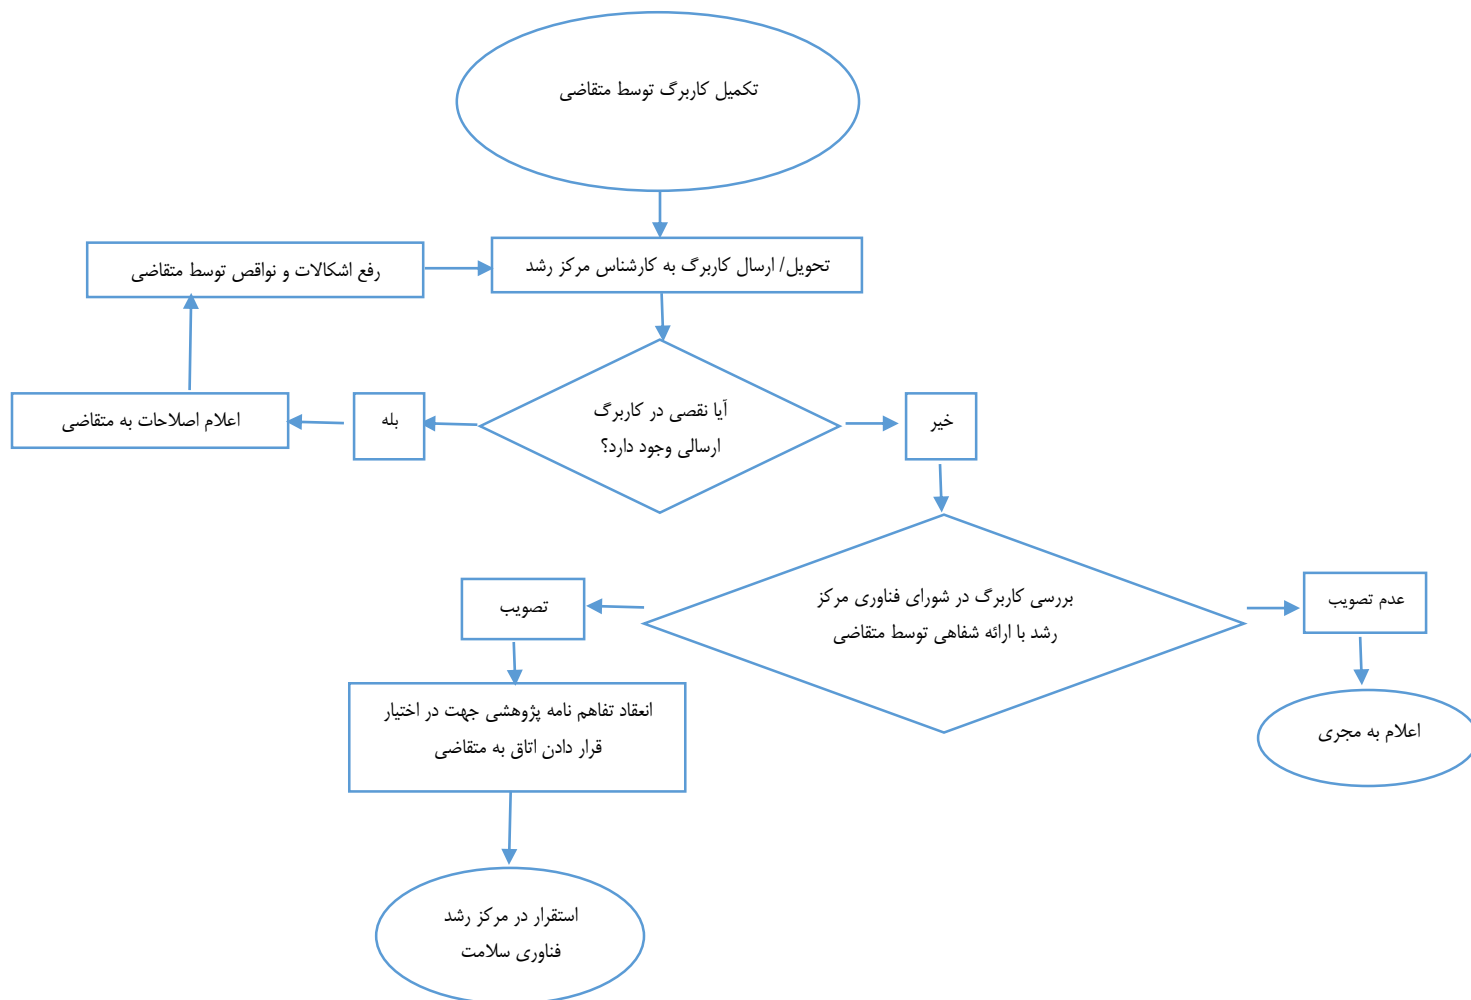 تکمیل کاربرگ توسط متقاضی
تحویل/ ارسال کاربرگ به کارشناس مرکز رشد
رفع اشکالات و نواقص توسط متقاضی
آیا نقصی در کاربرگ
ارسالی وجود دارد؟
خیر
بله
اعلام اصلاحات به متقاضی
بررسی کاربرگ در شورای فناوری مرکز
رشد با ارائه شفاهی توسط متقاضی
عدم تصویب
تصویب
انعقاد تفاهم نامه پژوهشی جهت در اختیار
قرار دادن اتاق به متقاضی
اعلام به مجری
استقرار در مرکز رشد
فناوری سلامت